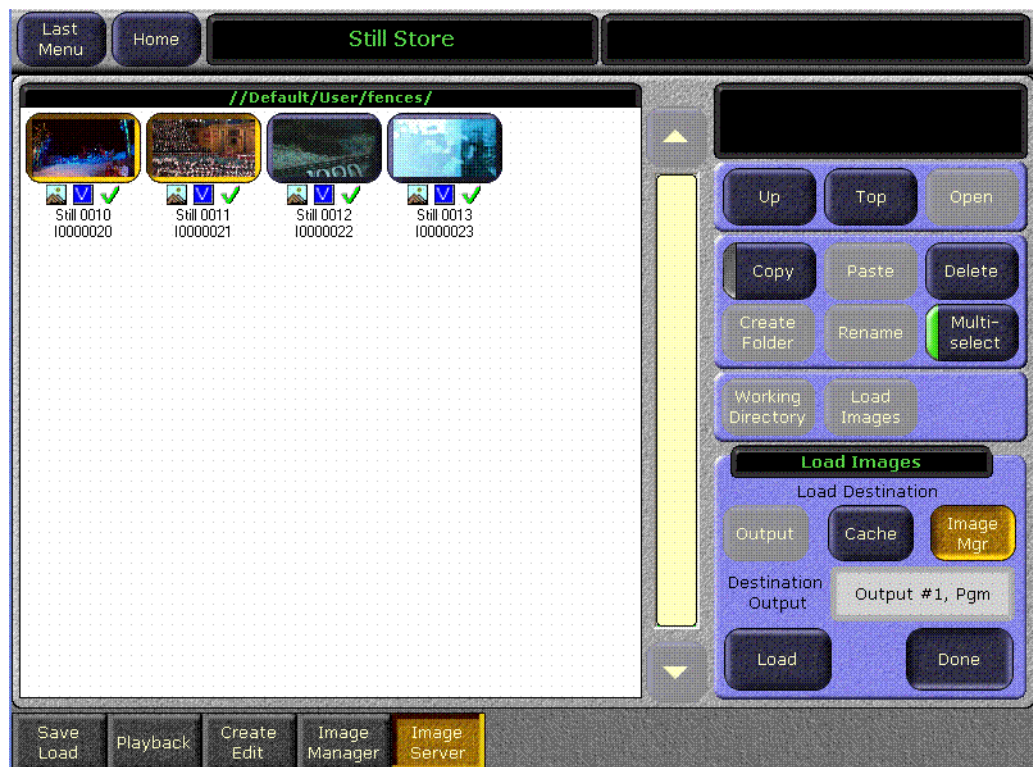 Last
Menu
Home
Still Store
//Default/User/fences/
Still 0010
I0000020
Still 0011
I0000021
Still 0012
I0000022
Still 0013
I0000023
Up
Top
Open
Copy
Paste
Delete
Create
Folder
Rename
Multi-
select
Working
Directory
Load
Images
Load Images
Load Destination
Output
Cache
Image
Mgr
Destination
Output
Output #1, Pgm
Load
Done
Save
Load
Playback
Create
Edit
Image
Manager
Image
Server